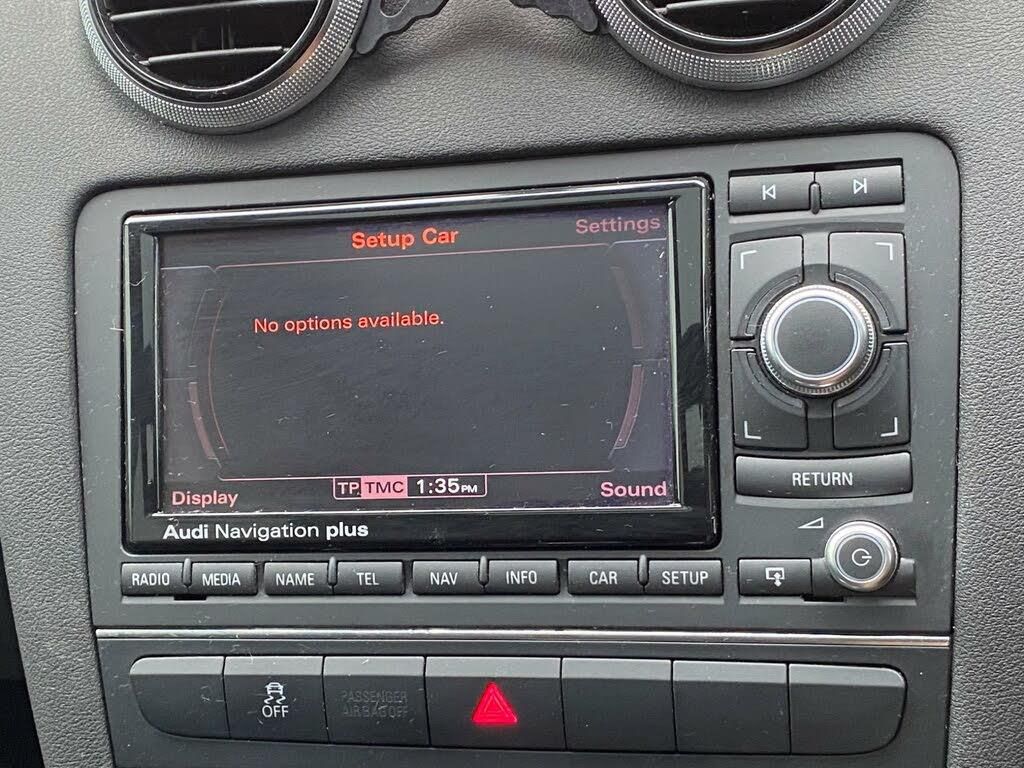 Setup Car
Settings
No options available.
Display
TP TMC 1:35PM
Sound
Audi Navigation plus
RETURN
RADIO
MEDIA
NAME
TEL
NAV
INFO
CAR
SETUP
OFF
PASSENGER
AIRBAG OFF